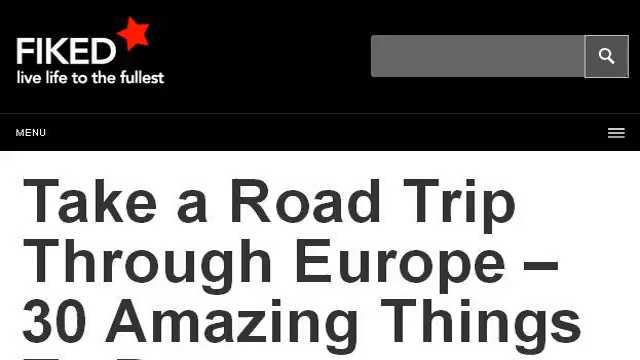 FIKED
live life to the fullest
MENU
Take a Road Trip
Through Europe –
30 Amazing Things